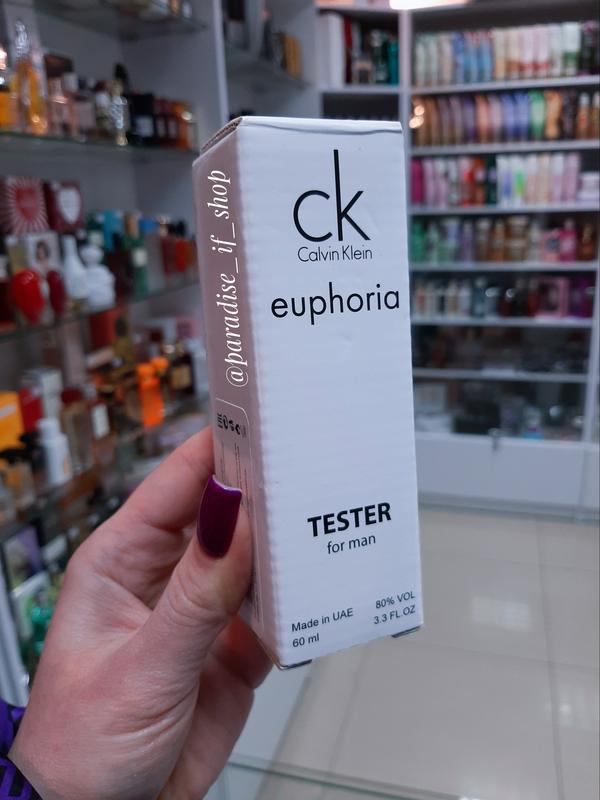 ck
Calvin Klein
euphoria
TESTER
for man
Made in UAE
60 ml
80% VOL
3.3 FL.OZ
@paradise_if_shop
EAC